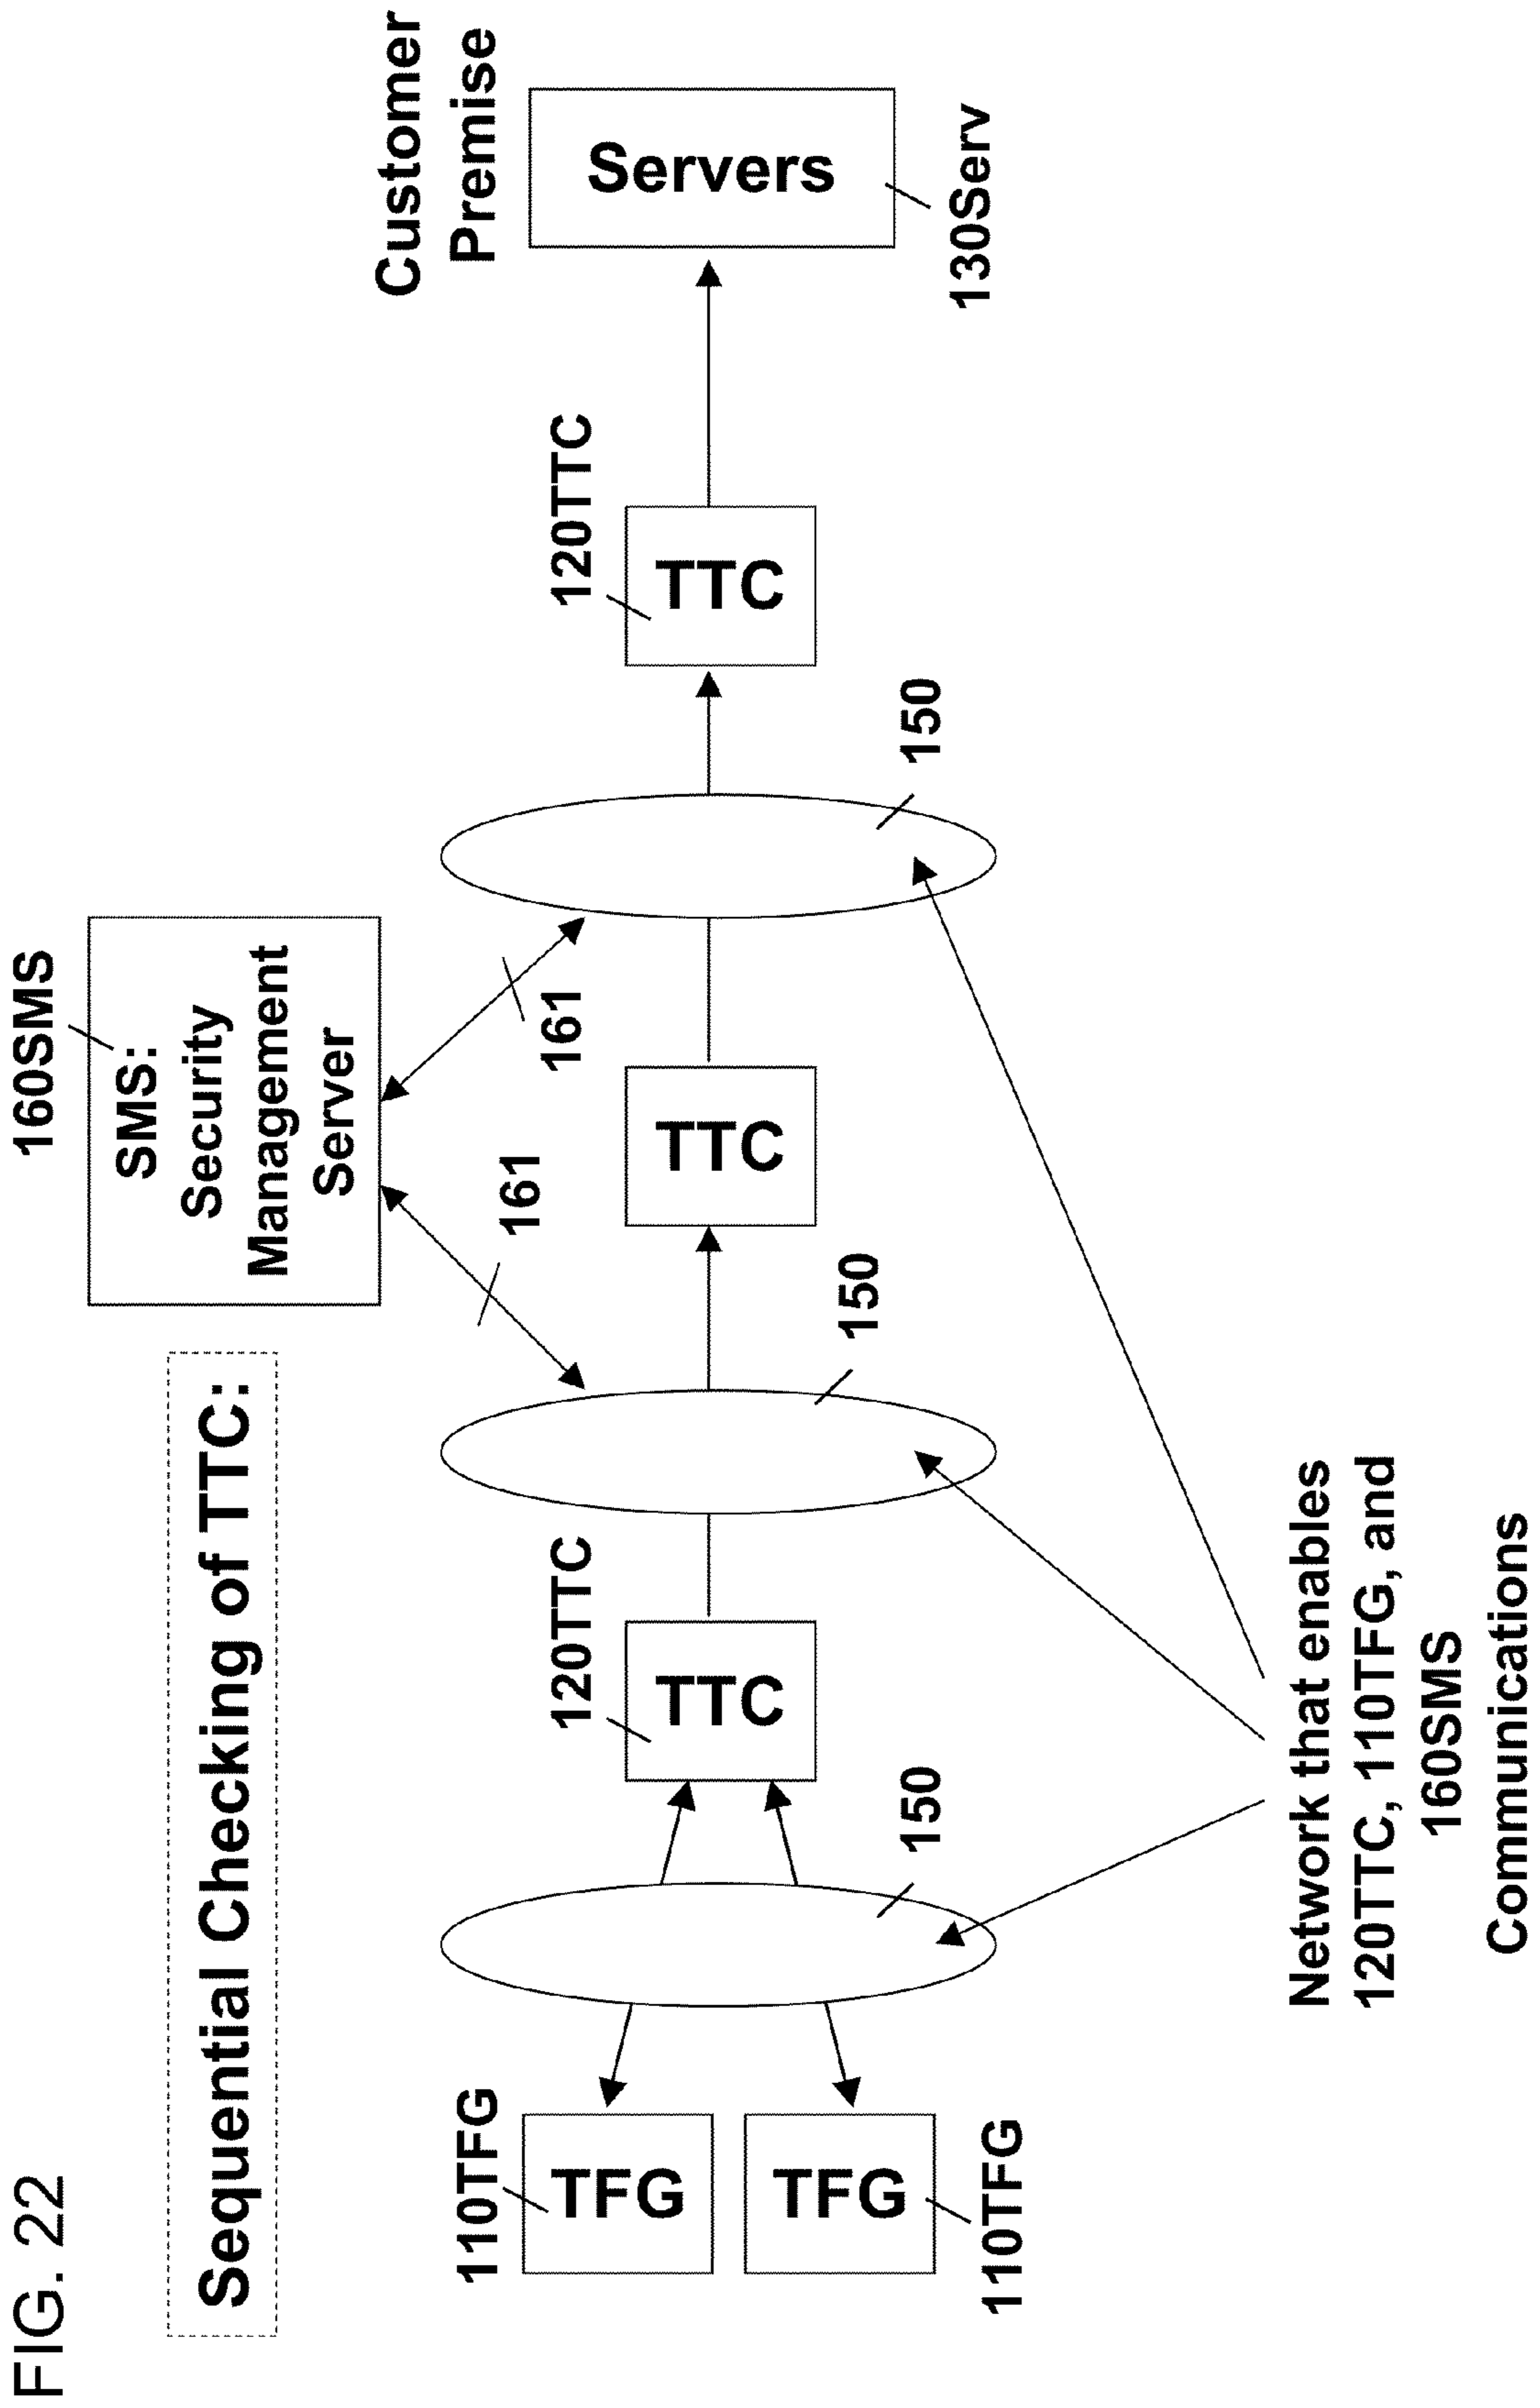 FIG. 22
Sequential Checking of TTC:
160SMS
SMS:
Security
Management
Server
161
161
Customer
Premise
110TFG
TFG
TFG
110TFG
150
120TTC
TTC
150
TTC
150
120TTC
TTC
Servers
130Serv
Network that enables
120TTC, 110TFG, and
160SMS
Communications